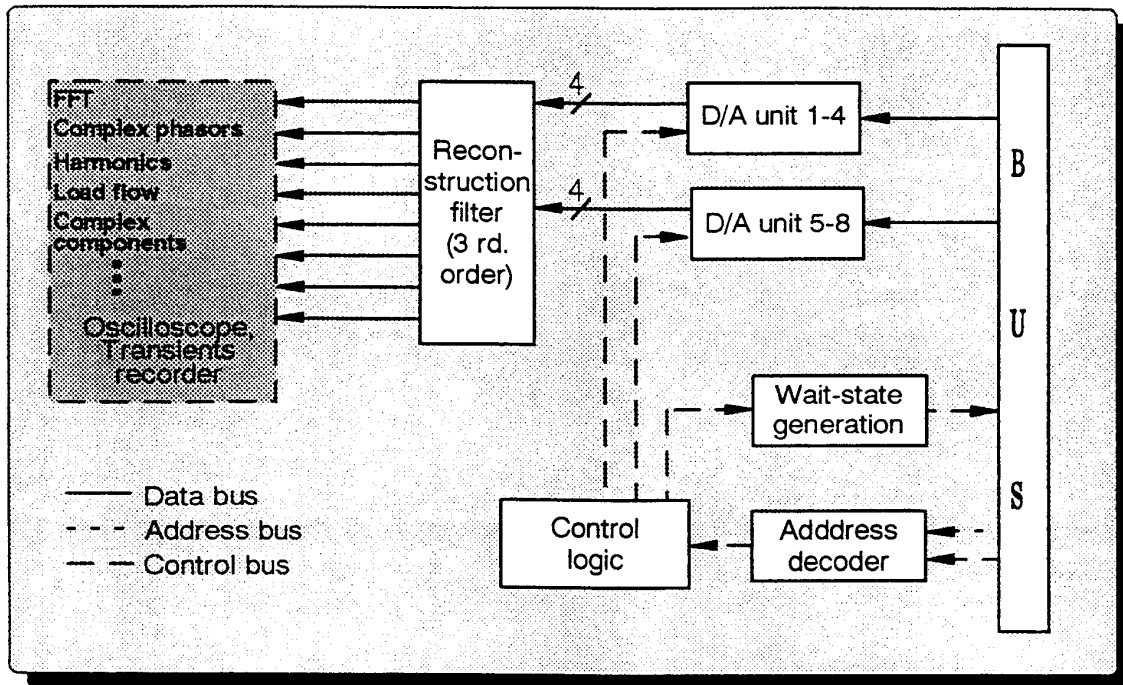 FFT
Complex phasors
Harmonics
Load flow
Complex
components
Oscilloscope,
Transients
recorder
Recon-
struction
filter
(3 rd.
order)
4
4
D/A unit 1-4
D/A unit 5-8
Wait-state
generation
Control
logic
Adddress
decoder
B
U
S
Data bus
Address bus
Control bus